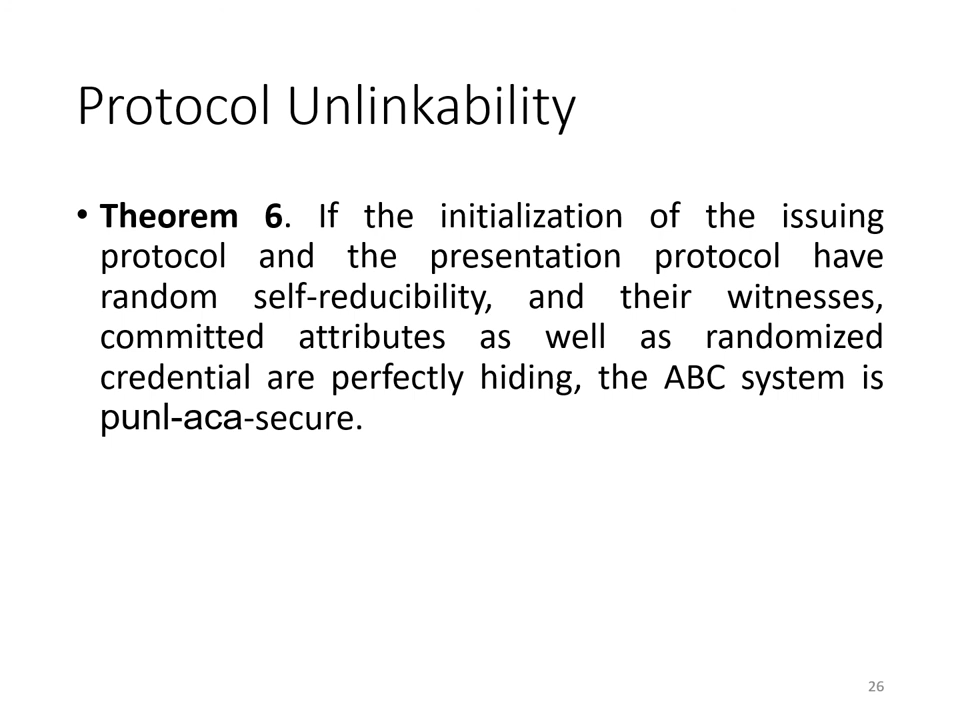 Protocol Unlinkability
• Theorem 6. If the initialization of the issuing
protocol and the presentation protocol have
random self-reducibility, and their witnesses,
committed attributes as well as randomized
credential are perfectly hiding, the ABC system is
punl-aca-secure.
26